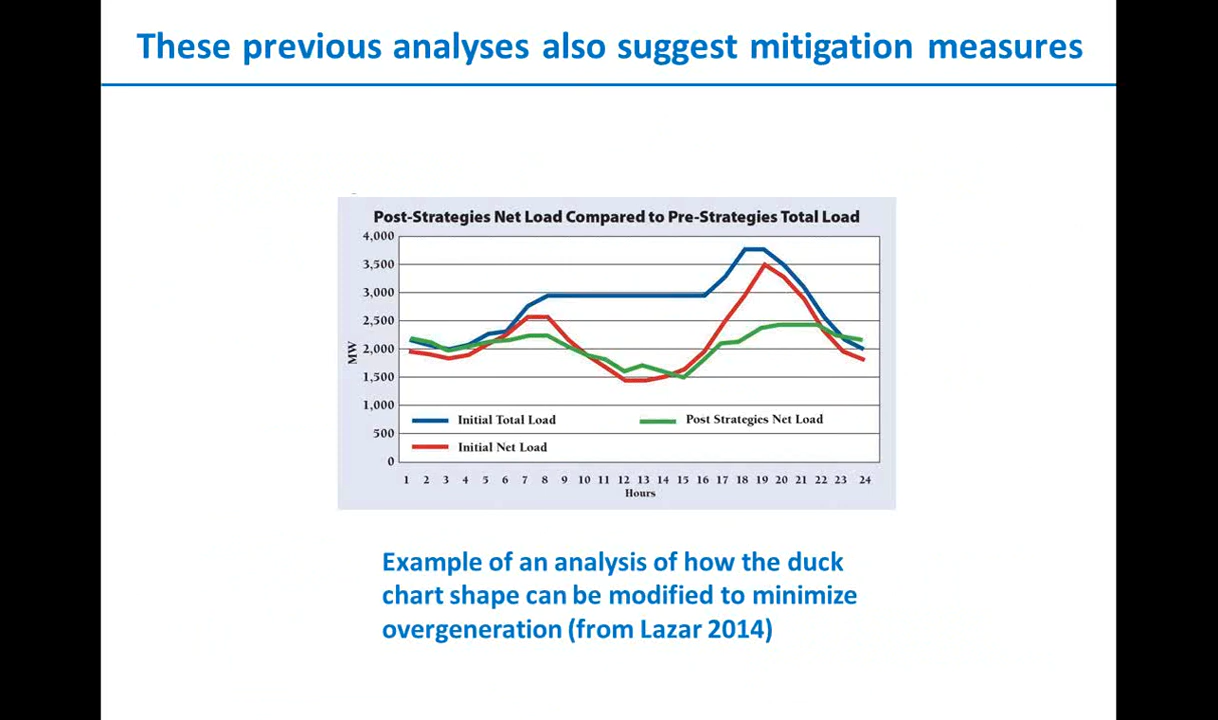 These previous analyses also suggest mitigation measures
Post-Strategies Net Load Compared to Pre-Strategies Total Load
4,000
3,500
3,000
2,500
2,000
1,500
1,000
500
0
MW
Initial Total Load
Post Strategies Net Load
Initial Net Load
1 2 3 4 5 6 7 8 9 10 11 12 13 14 15 16 17 18 19 20 21 22 23 24
Hours
Example of an analysis of how the duck
chart shape can be modified to minimize
overgeneration (from Lazar 2014)